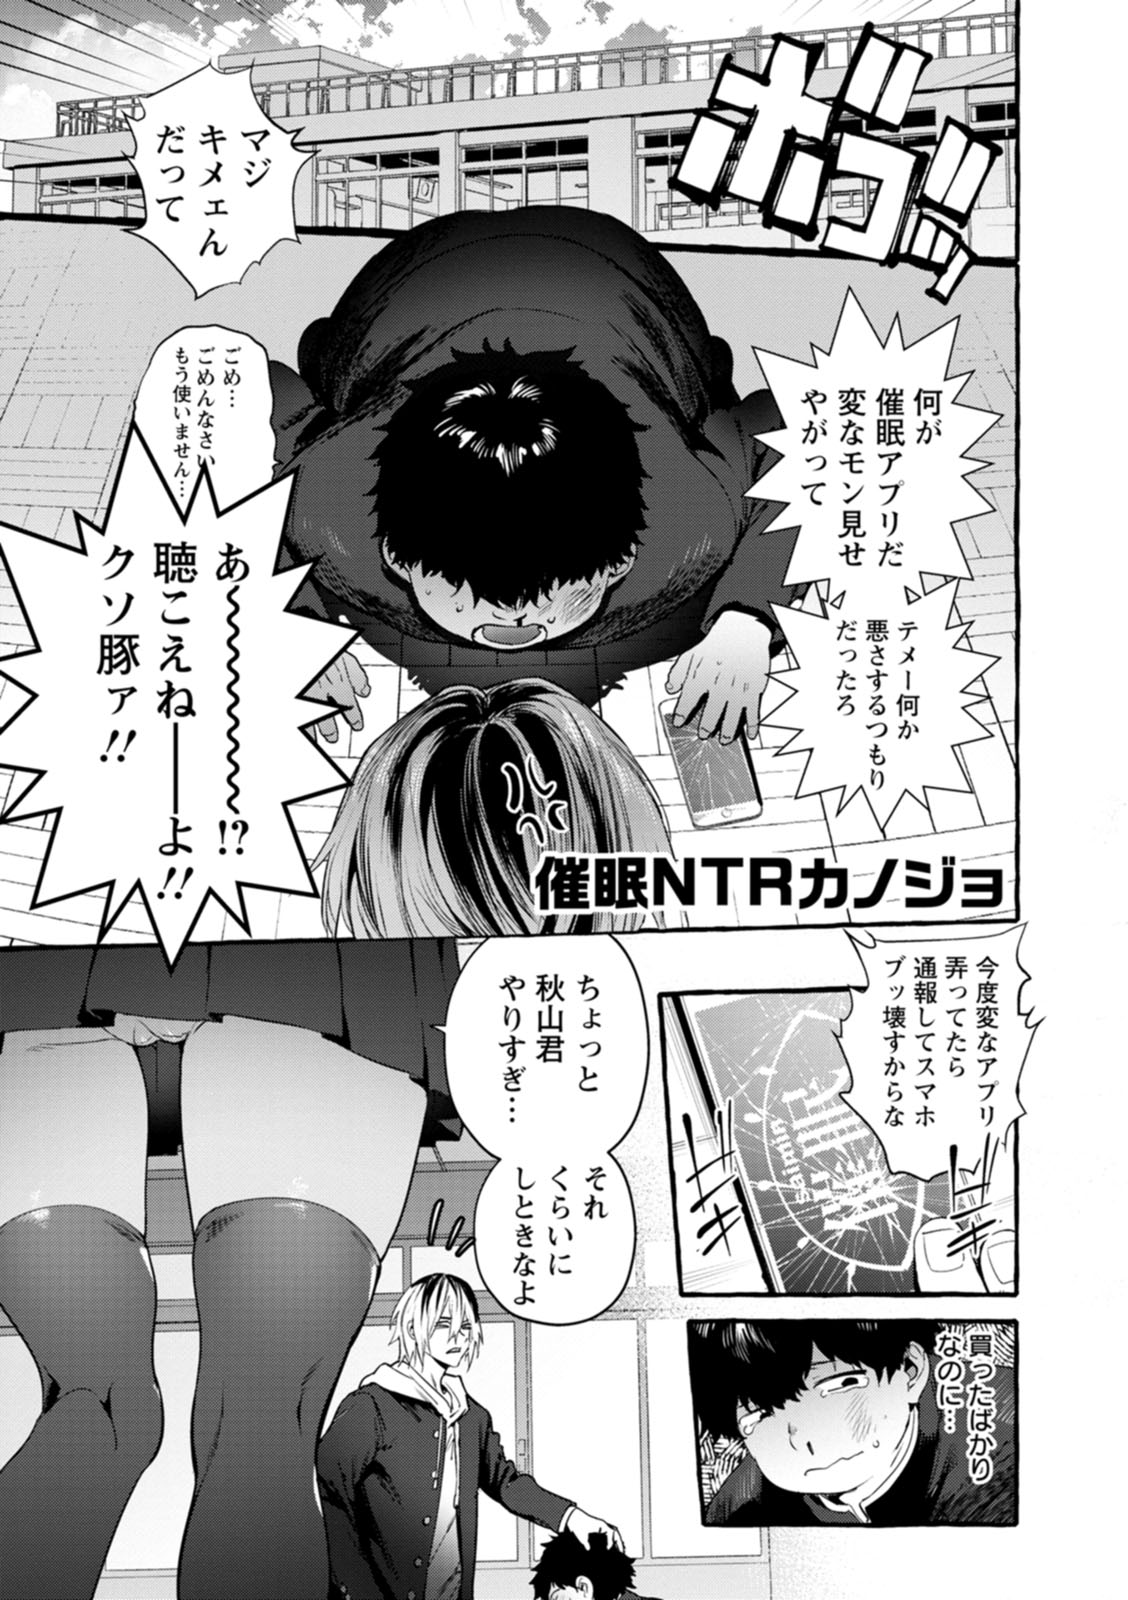 ボゴッ
何が
催眠アプリだ
変なモン見せ
やがって
テメー何か
悪さするつもり
だったろ
マジ
キメェん
だって
ごめ…
ごめんなさい
もう使いません…
あ〜〜〜〜!?
聴こえね――よ!!
クソ豚ァ!!
催眠NTRカノジョ
今度変なアプリ
弄ってたら
通報してスマホ
ブッ壊すからな
saimin
買ったばかり
なのに…
ちょっと
秋山君
やりすぎ…
それ
くらいに
しときなよ